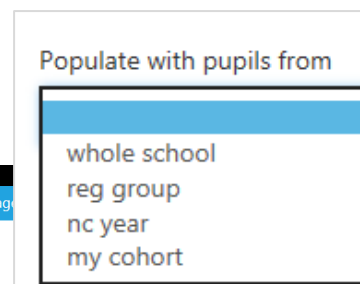 Populate with pupils from
whole school
reg group
nc year
my cohort